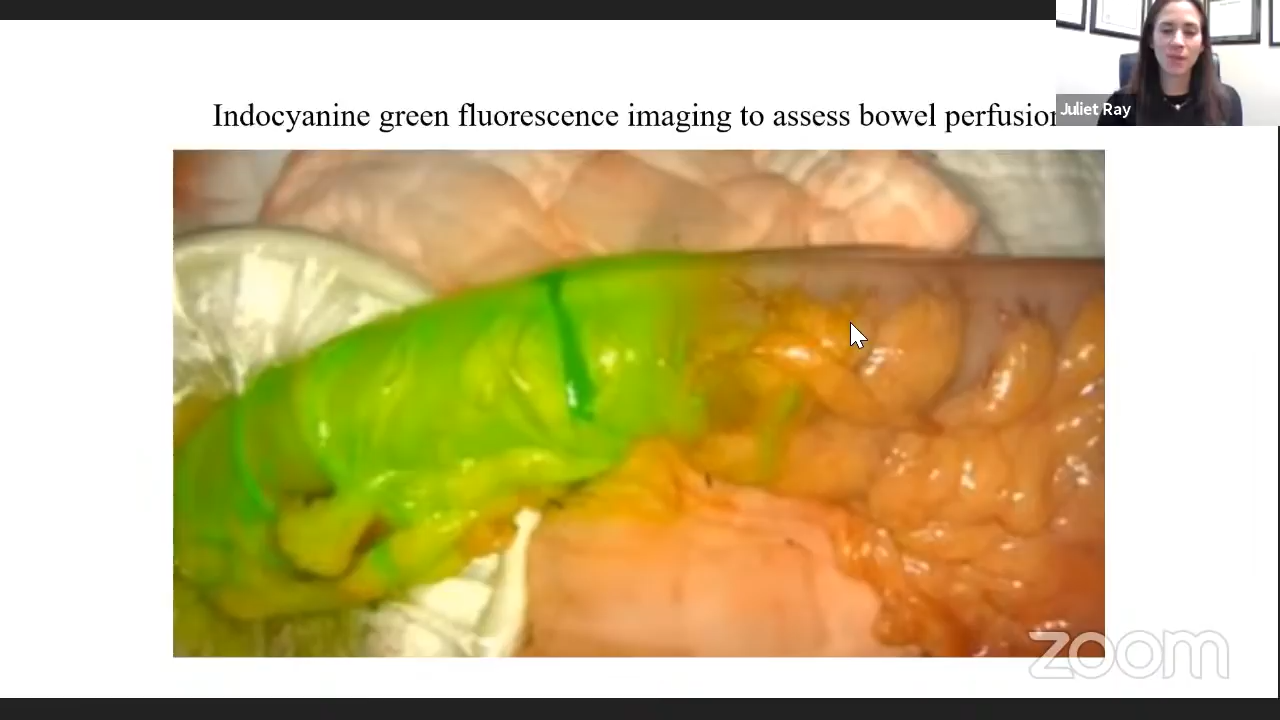 Indocyanine green fluorescence imaging to assess bowel perfusion
Juliet Ray
zoom